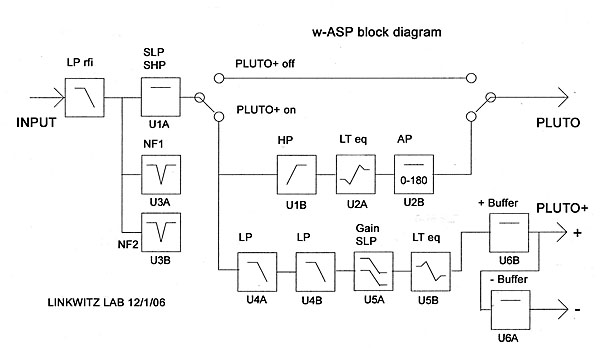 w-ASP block diagram
LP rfi
SLP
SHP
PLUTO+ off
INPUT
U1A
PLUTO+ on
PLUTO
NF1
U3A
HP
LT eq
AP
0-180
U1B
U2A
U2B
NF2
U3B
LP
LP
Gain
SLP
LT eq
+ Buffer
PLUTO+
+
U4A
U4B
U5A
U5B
U6B
- Buffer
-
U6A
LINKWITZ LAB 12/1/06